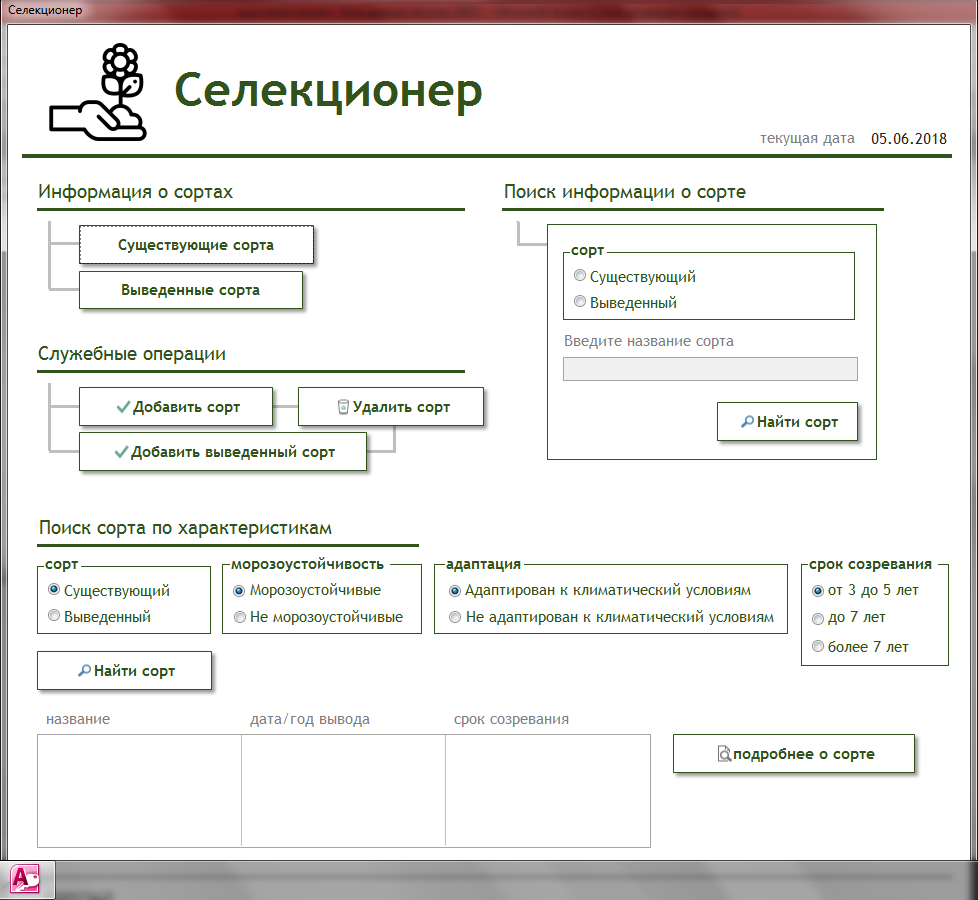 Селекционер
Селекционер
текущая дата 05.06.2018
Информация о сортах
Существующие сорта
Выведенные сорта
Поиск информации о сорте
сорт
Существующий
Выведенный
Введите название сорта
Найти сорт
Служебные операции
Добавить сорт
Удалить сорт
Добавить выведенный сорт
Поиск сорта по характеристикам
сорт
Существующий
Выведенный
морозоустойчивость
Морозоустойчивые
Не морозоустойчивые
адаптация
Адаптирован к климатический условиям
Не адаптирован к климатический условиям
срок созревания
от 3 до 5 лет
до 7 лет
более 7 лет
Найти сорт
название дата/год вывода срок созревания
подробнее о сорте